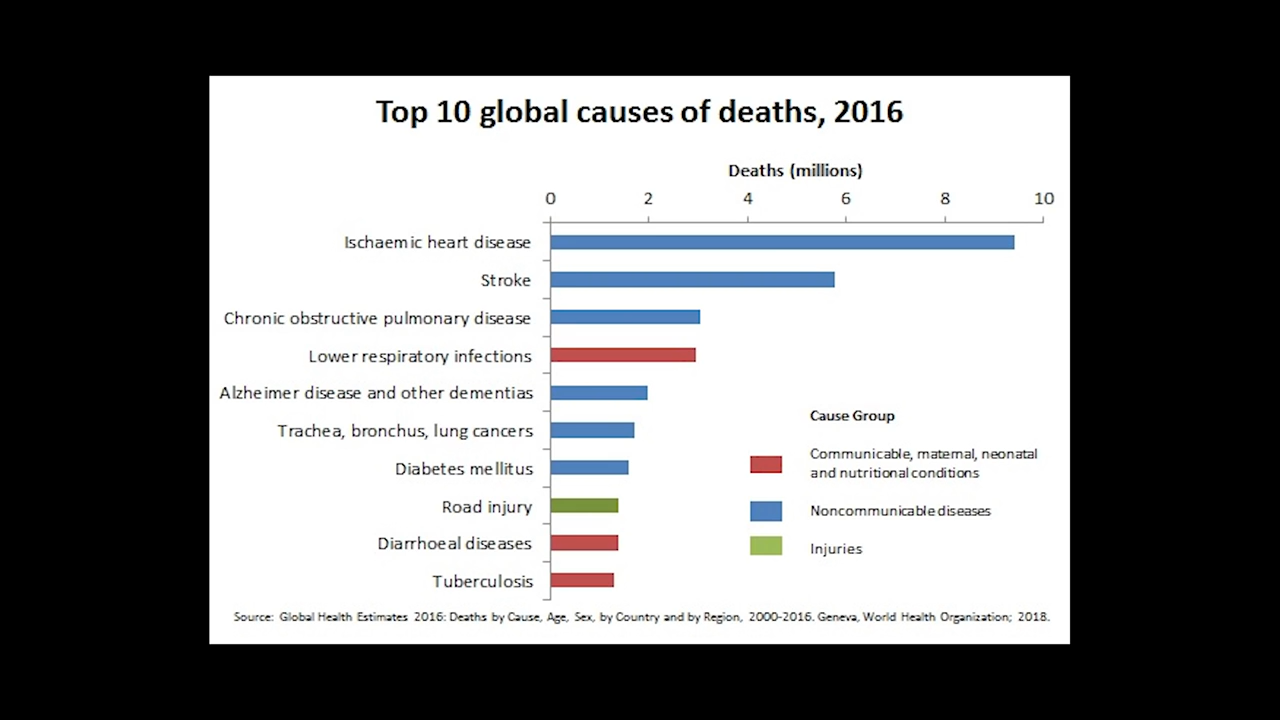 Top 10 global causes of deaths, 2016
Deaths (millions)
0 2 4 6 8 10
Ischaemic heart disease
Stroke
Chronic obstructive pulmonary disease
Lower respiratory infections
Alzheimer disease and other dementias
Trachea, bronchus, lung cancers
Diabetes mellitus
Road injury
Diarrhoeal diseases
Tuberculosis
Cause Group
Communicable, maternal, neonatal
and nutritional conditions
Noncommunicable diseases
Injuries
Source: Global Health Estimates 2016: Deaths by Cause, Age, Sex, by Country and by Region, 2000-2016. Geneva, World Health Organization; 2018.